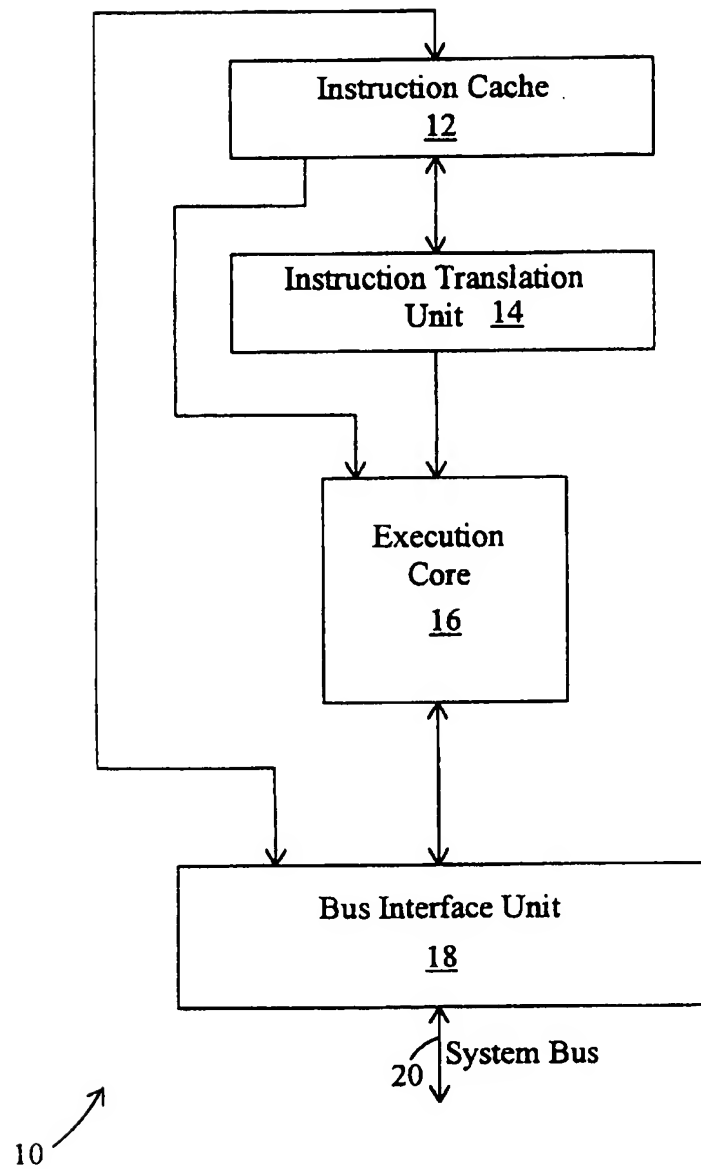 Instruction Cache
12
Instruction Translation
Unit 14
Execution
Core
16
Bus Interface Unit
18
20 System Bus
10